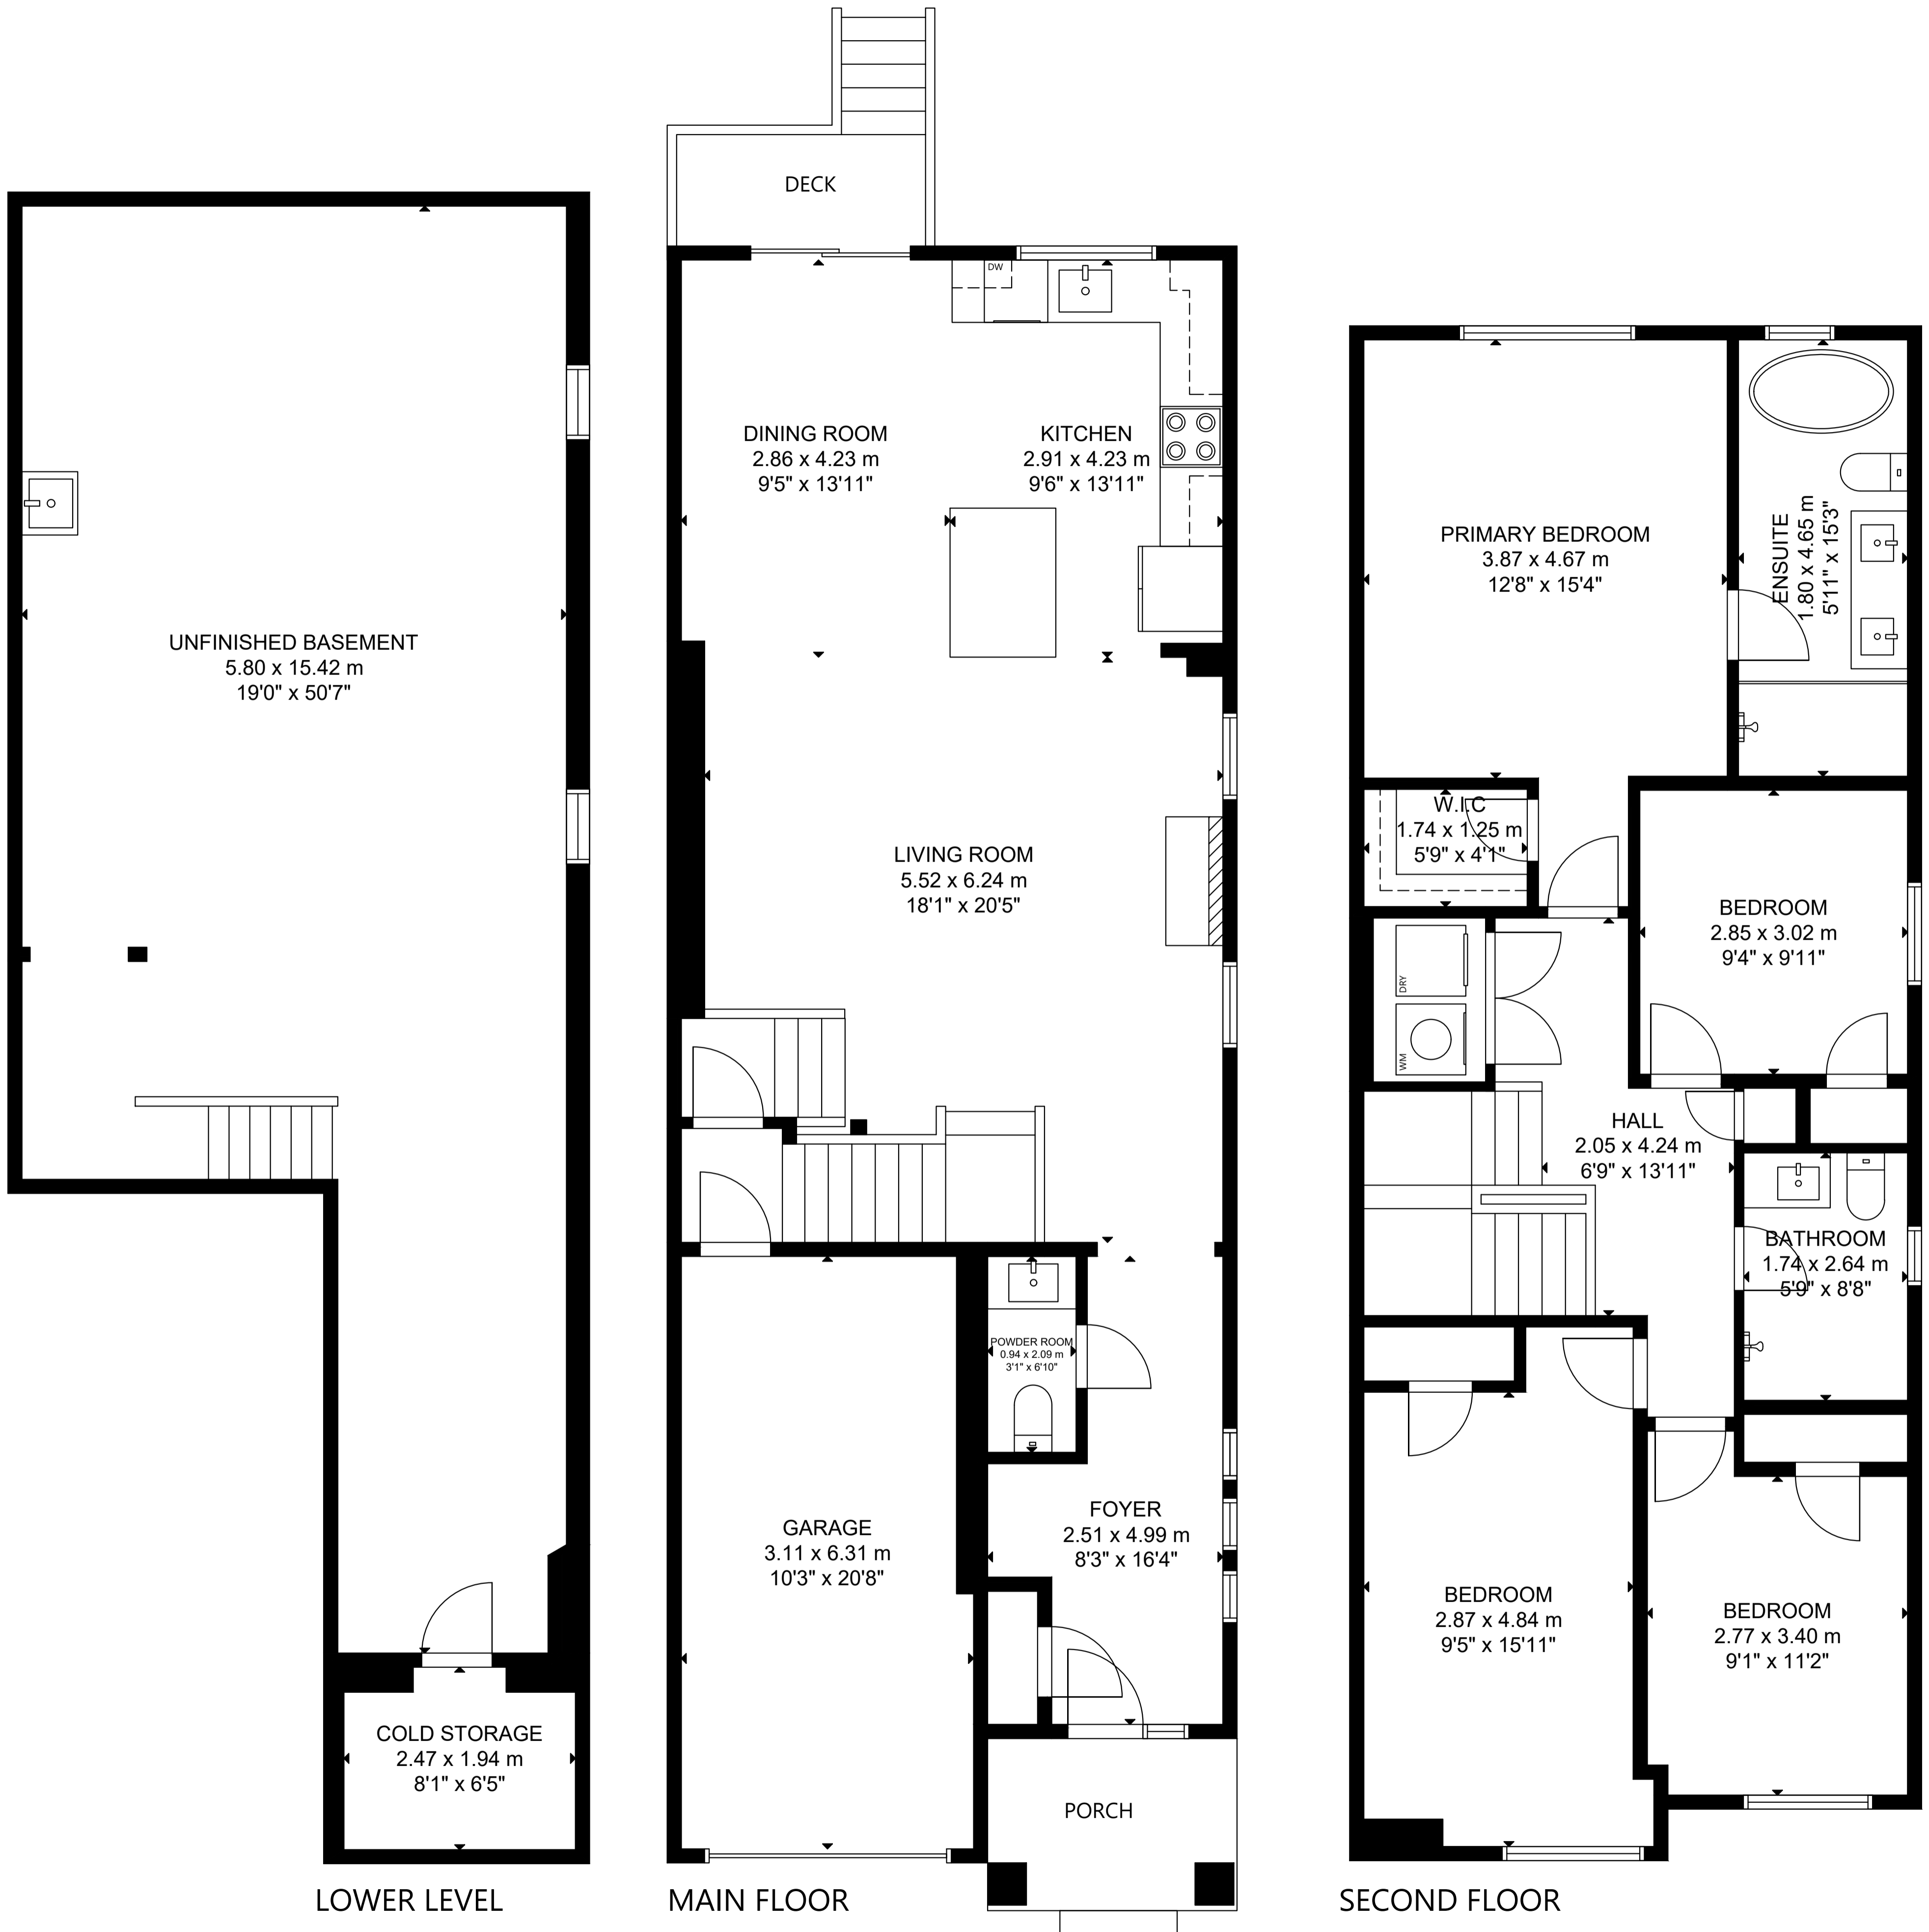 UNFINISHED BASEMENT
5.80 x 15.42 m
19'0" x 50'7"
COLD STORAGE
2.47 x 1.94 m
8'1" x 6'5"
LOWER LEVEL
DECK
DW
DINING ROOM
2.86 x 4.23 m
9'5" x 13'11"
KITCHEN
2.91 x 4.23 m
9'6" x 13'11"
LIVING ROOM
5.52 x 6.24 m
18'1" x 20'5"
POWDER ROOM
0.94 x 2.09 m
3'1" x 6'10"
GARAGE
3.11 x 6.31 m
10'3" x 20'8"
FOYER
2.51 x 4.99 m
8'3" x 16'4"
PORCH
MAIN FLOOR
PRIMARY BEDROOM
3.87 x 4.67 m
12'8" x 15'4"
ENSUITE
1.80 x 4.65 m
5'11" x 15'3"
W.I.C
1.74 x 1.25 m
5'9" x 4'1"
BEDROOM
2.85 x 3.02 m
9'4" x 9'11"
DRY
WM
HALL
2.05 x 4.24 m
6'9" x 13'11"
BATHROOM
1.74 x 2.64 m
5'9" x 8'8"
BEDROOM
2.87 x 4.84 m
9'5" x 15'11"
BEDROOM
2.77 x 3.40 m
9'1" x 11'2"
SECOND FLOOR